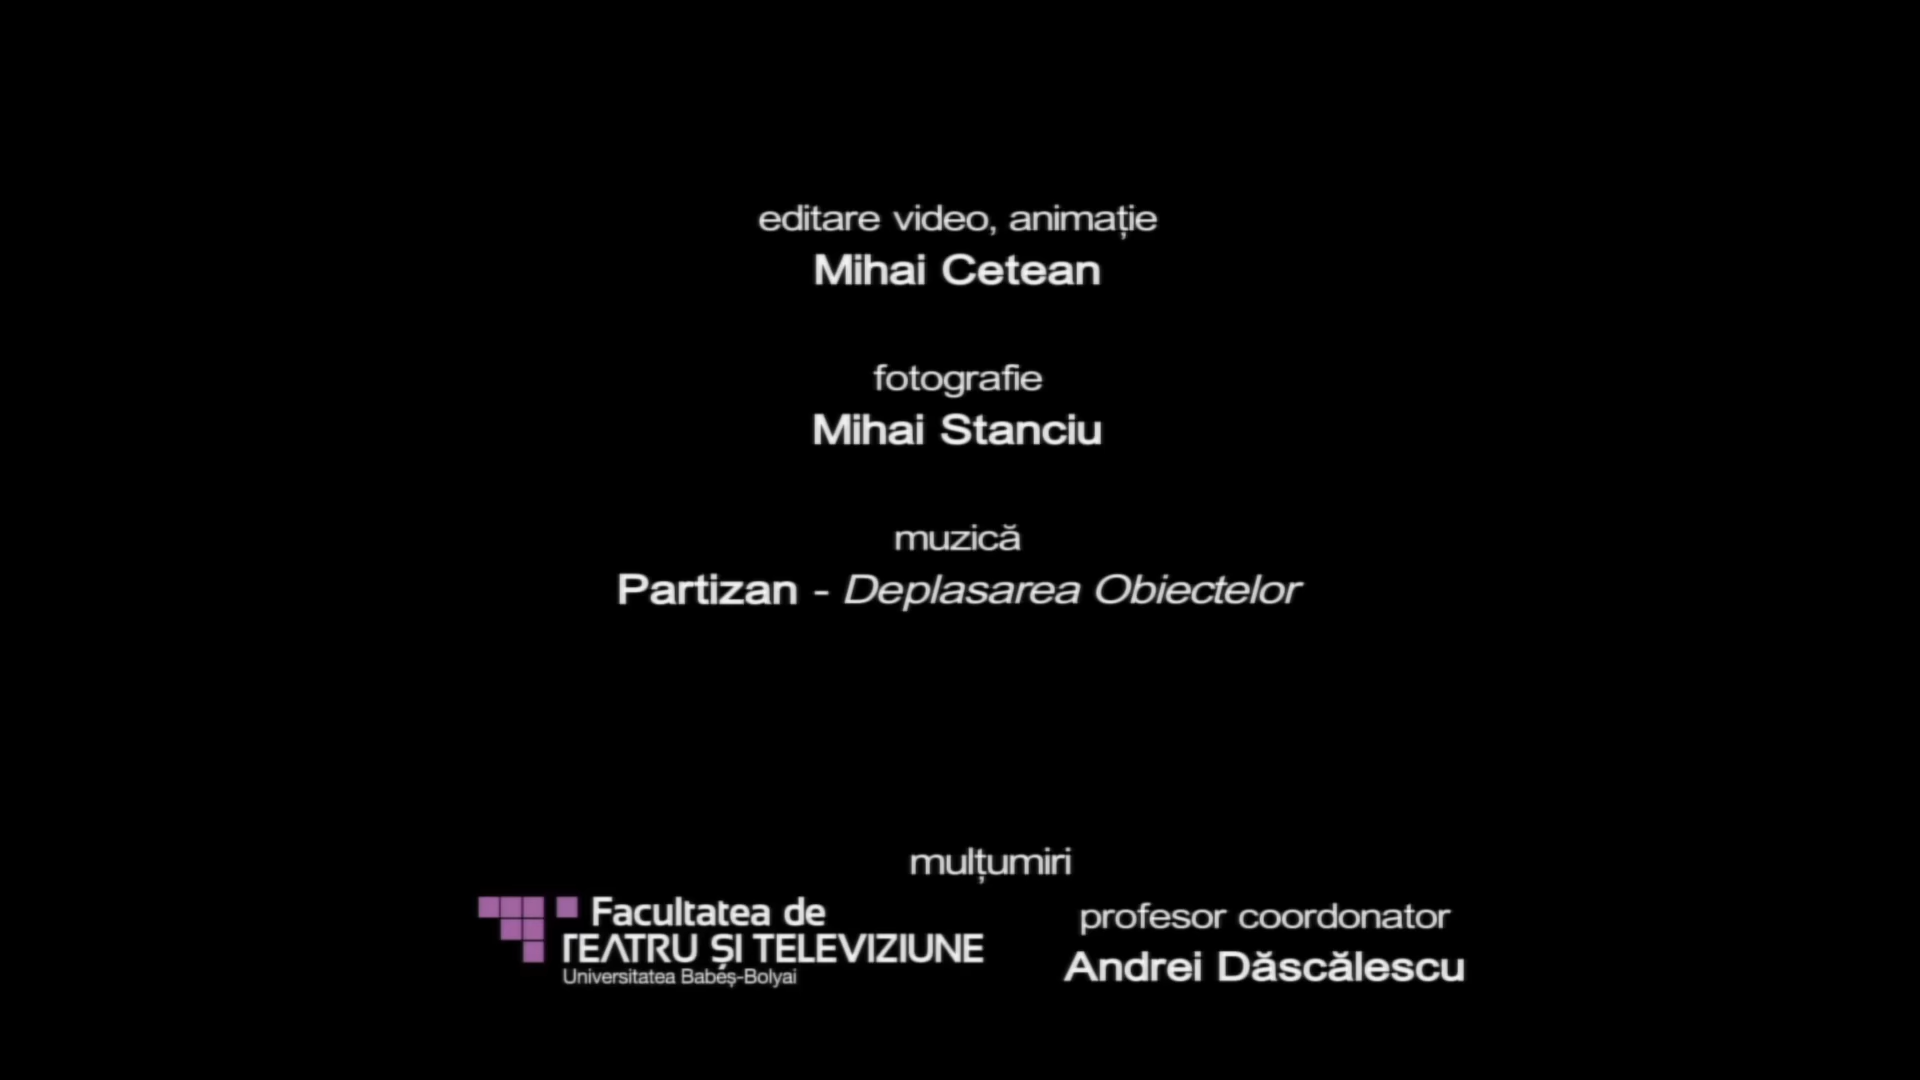 editare video, animație
Mihai Cetean
fotografie
Mihai Stanciu
muzică
Partizan - Deplasarea Obiectelor
mulțumiri
Facultatea de
TEATRU ȘI TELEVIZIUNE
Universitatea Babeș-Bolyai
profesor coordonator
Andrei Dăscălescu